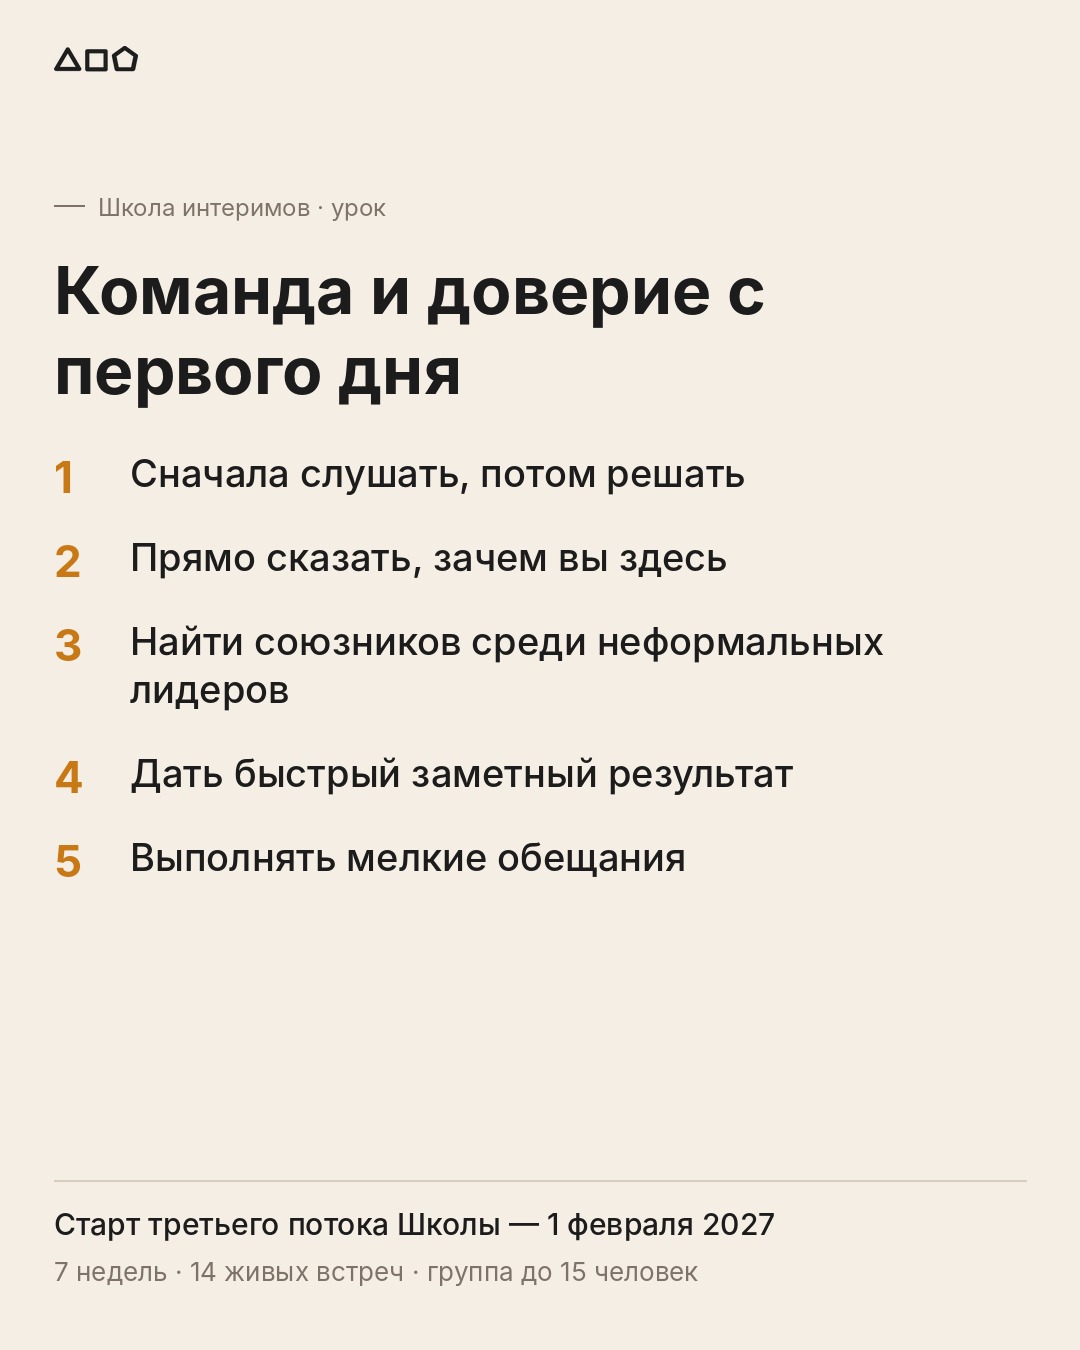 — Школа интеримов · урок
Команда и доверие с
первого дня
1 Сначала слушать, потом решать
2 Прямо сказать, зачем вы здесь
3 Найти союзников среди неформальных
лидеров
4 Дать быстрый заметный результат
5 Выполнять мелкие обещания
Старт третьего потока Школы — 1 февраля 2027
7 недель · 14 живых встреч · группа до 15 человек